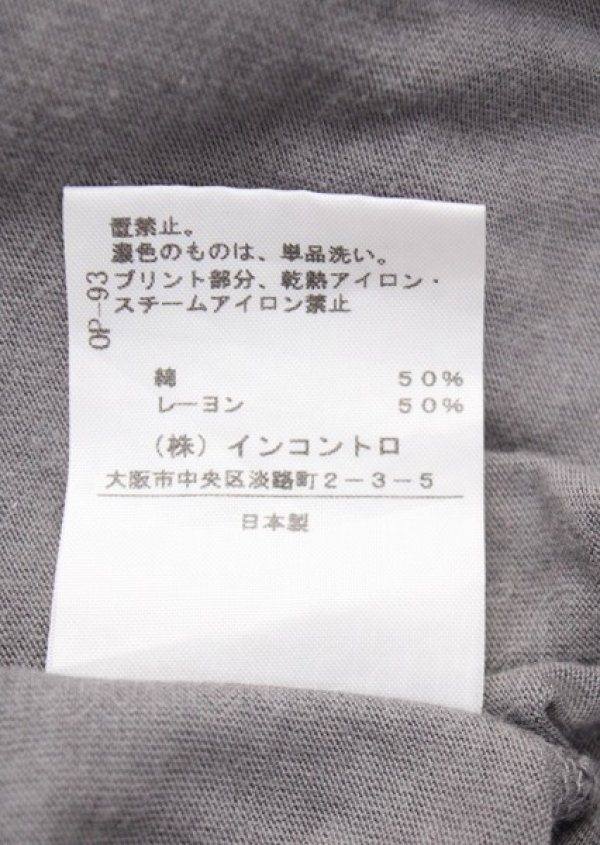 置禁止。
濃色のものは、単品洗い。
プリント部分、乾熱アイロン・
スチームアイロン禁止
OP-93
綿 50%
レーヨン 50%
(株) インコントロ
大阪市中央区淡路町2-3-5
日本製